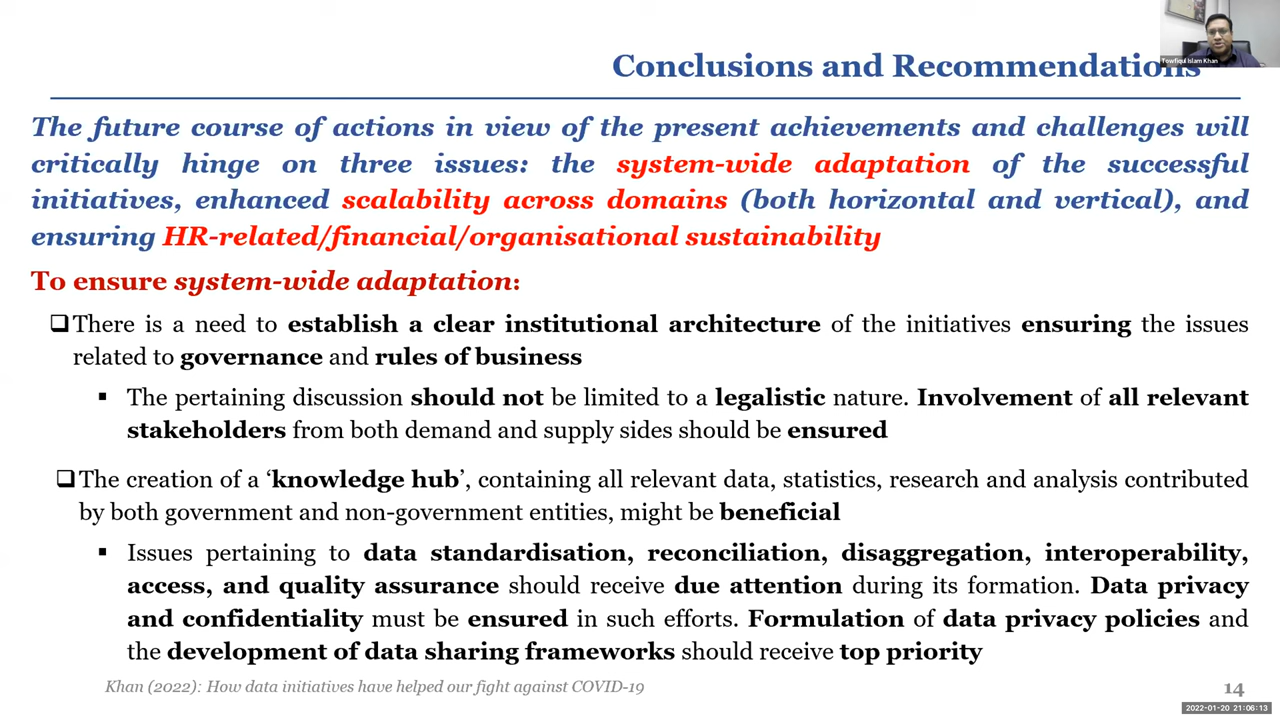 Towfiqul Islam Khan
Conclusions and Recommendations
The future course of actions in view of the present achievements and challenges will
critically hinge on three issues: the system-wide adaptation of the successful
initiatives, enhanced scalability across domains (both horizontal and vertical), and
ensuring HR-related/financial/organisational sustainability
To ensure system-wide adaptation:
There is a need to establish a clear institutional architecture of the initiatives ensuring the issues
related to governance and rules of business
The pertaining discussion should not be limited to a legalistic nature. Involvement of all relevant
stakeholders from both demand and supply sides should be ensured
The creation of a ‘knowledge hub’, containing all relevant data, statistics, research and analysis contributed
by both government and non-government entities, might be beneficial
Issues pertaining to data standardisation, reconciliation, disaggregation, interoperability,
access, and quality assurance should receive due attention during its formation. Data privacy
and confidentiality must be ensured in such efforts. Formulation of data privacy policies and
the development of data sharing frameworks should receive top priority
Khan (2022): How data initiatives have helped our fight against COVID-19
14
2022-01-20 21:06:13